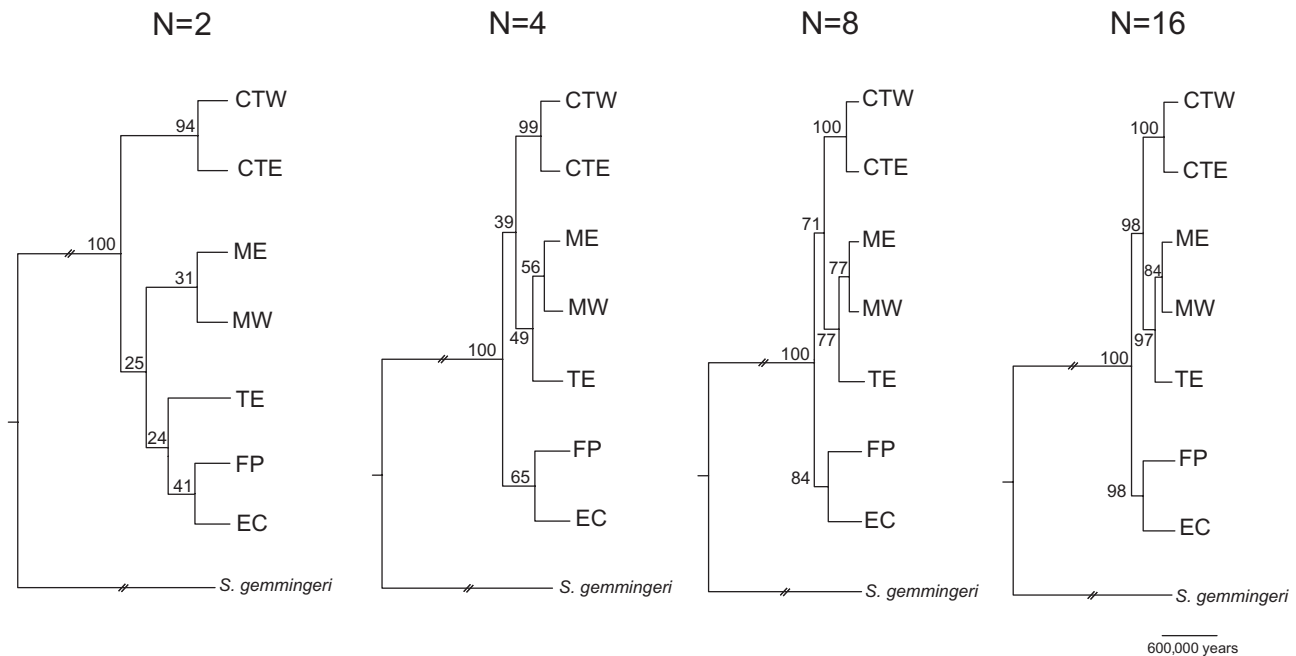 N=2
CTW
94
CTE
ME
100
31
MW
25
TE
24
FP
41
EC
S. gemmingeri
N=4
CTW
99
CTE
39
ME
56
MW
49
100
TE
FP
65
EC
S. gemmingeri
N=8
CTW
100
CTE
71
ME
77
MW
77
100
TE
FP
84
EC
S. gemmingeri
N=16
CTW
100
CTE
98
ME
84
MW
97
100
TE
FP
98
EC
S. gemmingeri
600,000 years